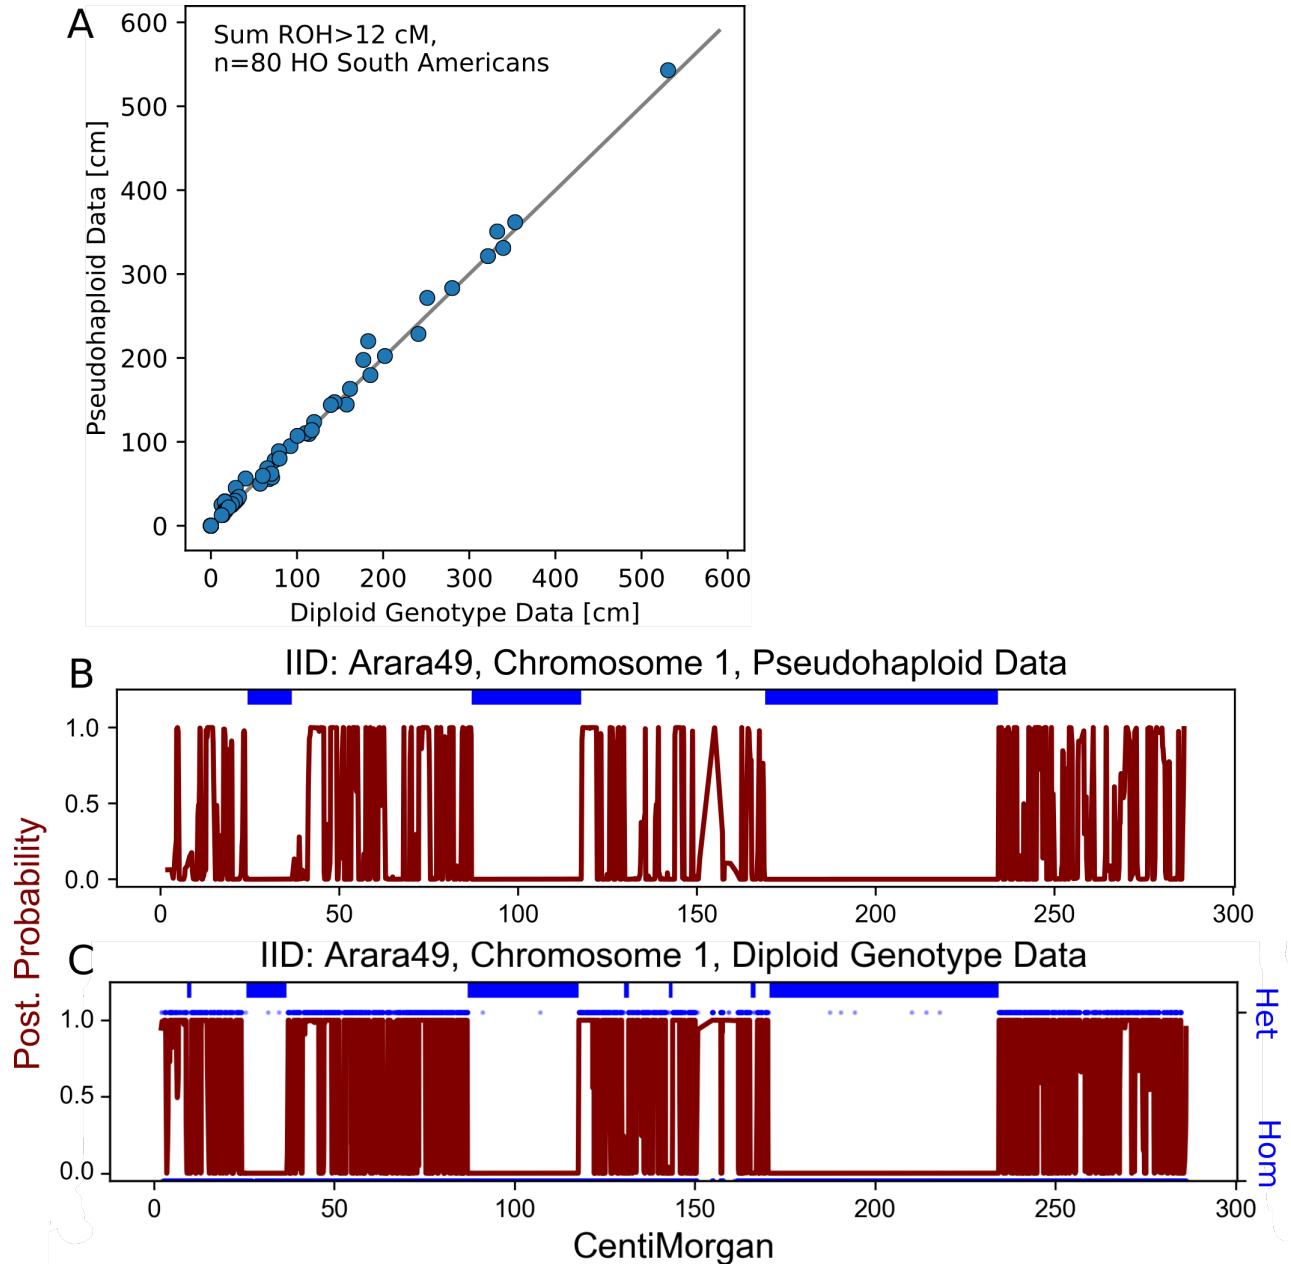 A
Sum ROH>12 cM,
n=80 HO South Americans
Pseudohaploid Data [cm]
600
500
400
300
200
100
0
0 100 200 300 400 500 600
Diploid Genotype Data [cm]
B
IID: Arara49, Chromosome 1, Pseudohaploid Data
1.0
0.5
0.0
0 50 100 150 200 250 300
Post. Probability
C
IID: Arara49, Chromosome 1, Diploid Genotype Data
1.0
0.5
0.0
Het
Hom
0 50 100 150 200 250 300
CentiMorgan